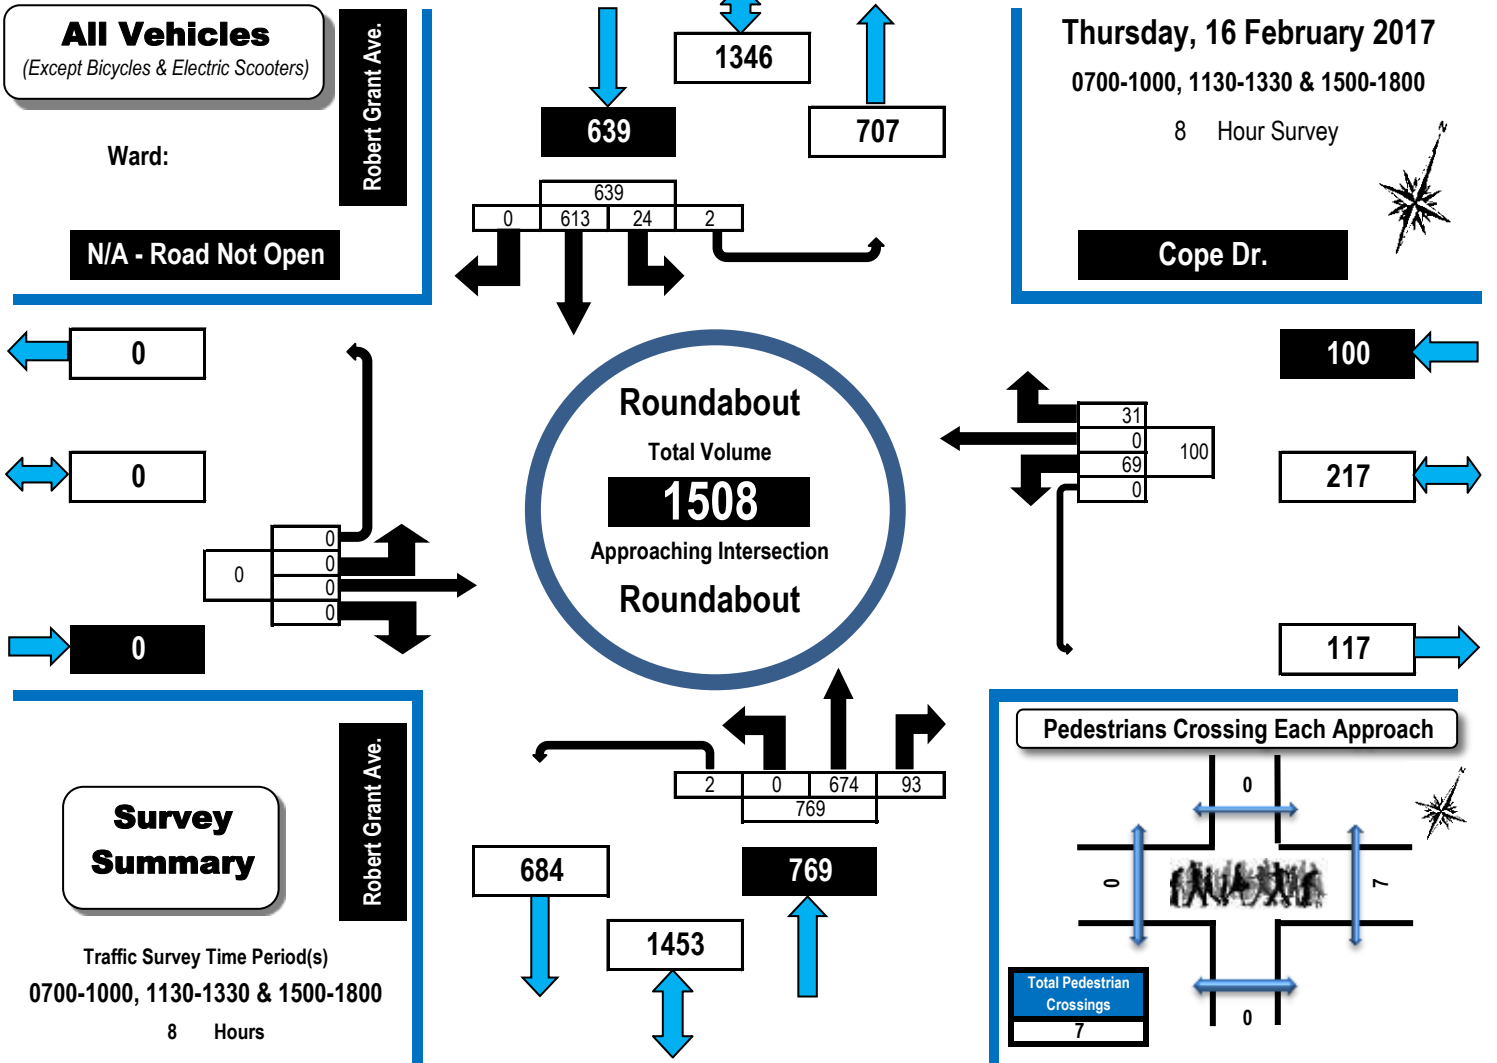 All Vehicles
(Except Bicycles & Electric Scooters)
Robert Grant Ave.
Ward:
N/A - Road Not Open
1346
639
707
639
0 613 24 2
Thursday, 16 February 2017
0700-1000, 1130-1330 & 1500-1800
8 Hour Survey
N
Cope Dr.
0
0
0
0
0
0
0
0
Roundabout
Total Volume
1508
Approaching Intersection
Roundabout
100
31
0
69
0
100
217
117
2 0 674 93
769
684
769
1453
Robert Grant Ave.
Survey
Summary
Traffic Survey Time Period(s)
0700-1000, 1130-1330 & 1500-1800
8 Hours
Pedestrians Crossing Each Approach
N
0
0
7
0
Total Pedestrian
Crossings
7